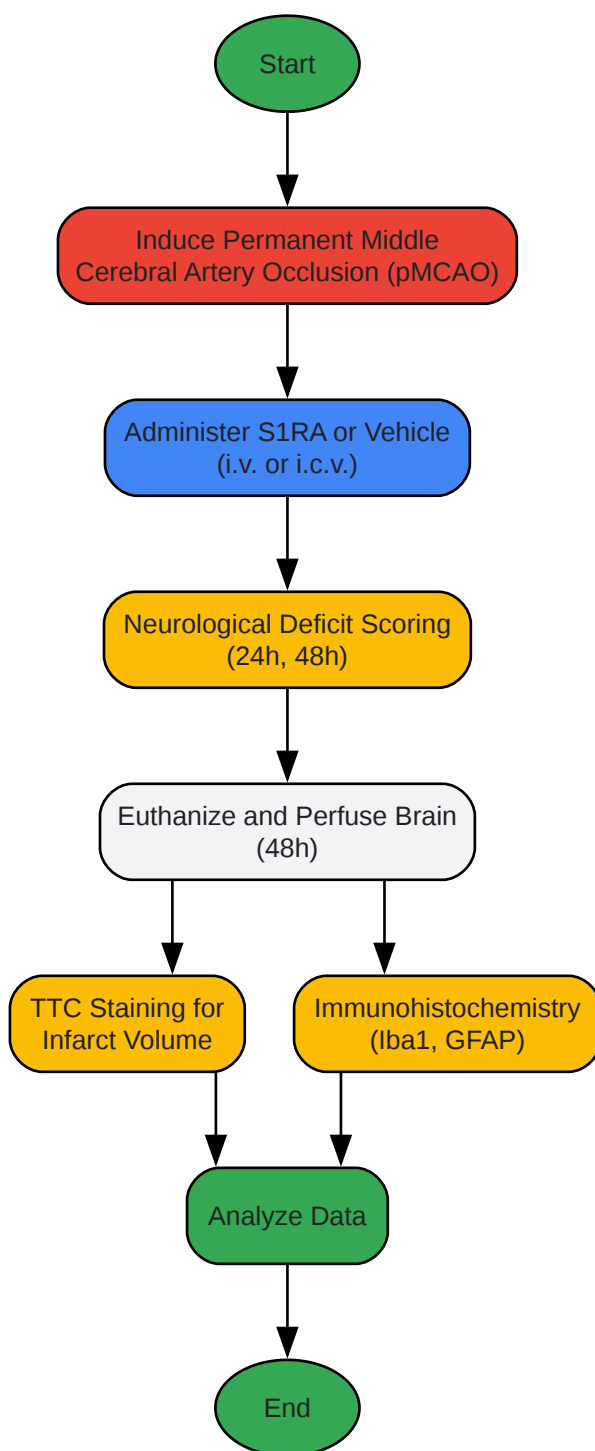 Start
Induce Permanent Middle
Cerebral Artery Occlusion (pMCAO)
Administer S1RA or Vehicle
(i.v. or i.c.v.)
Neurological Deficit Scoring
(24h, 48h)
Euthanize and Perfuse Brain
(48h)
TTC Staining for
Infarct Volume
Immunohistochemistry
(Iba1, GFAP)
Analyze Data
End